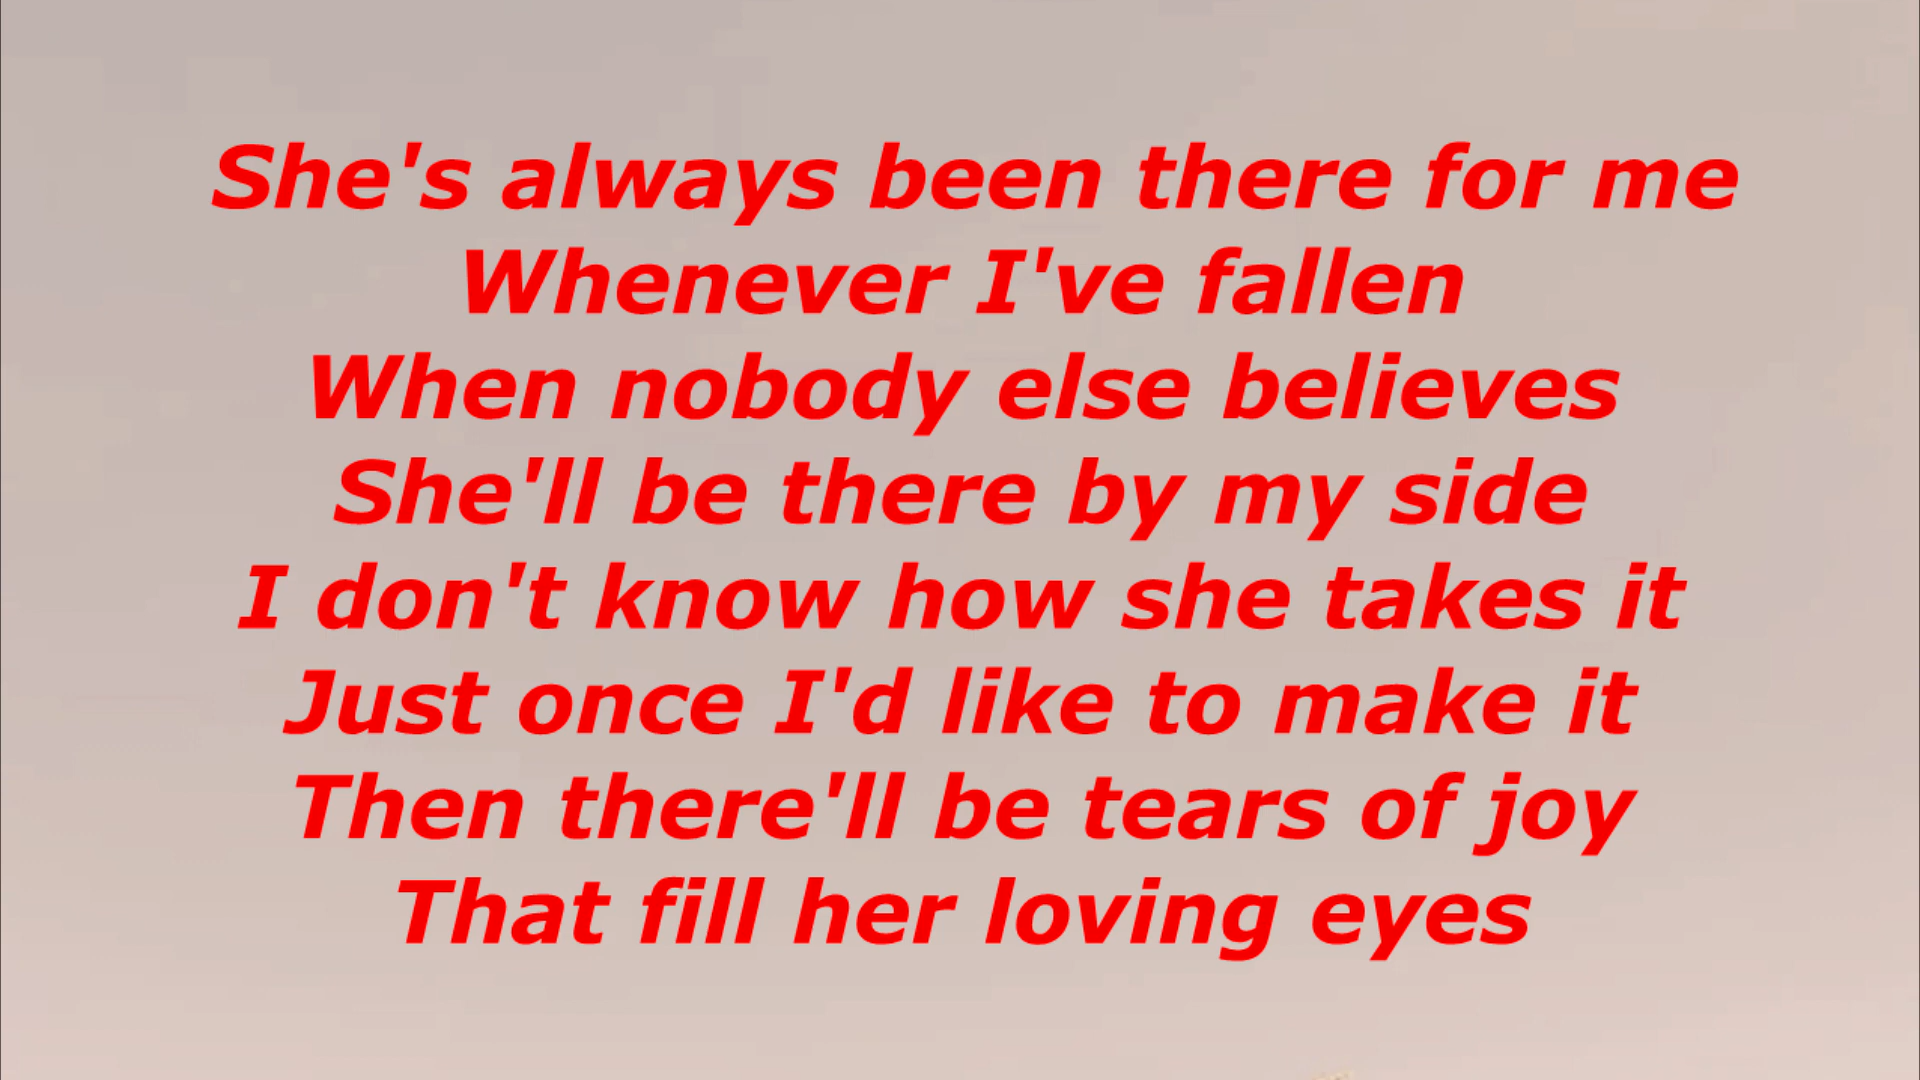 She's always been there for me
Whenever I've fallen
When nobody else believes
She'll be there by my side
I don't know how she takes it
Just once I'd like to make it
Then there'll be tears of joy
That fill her loving eyes